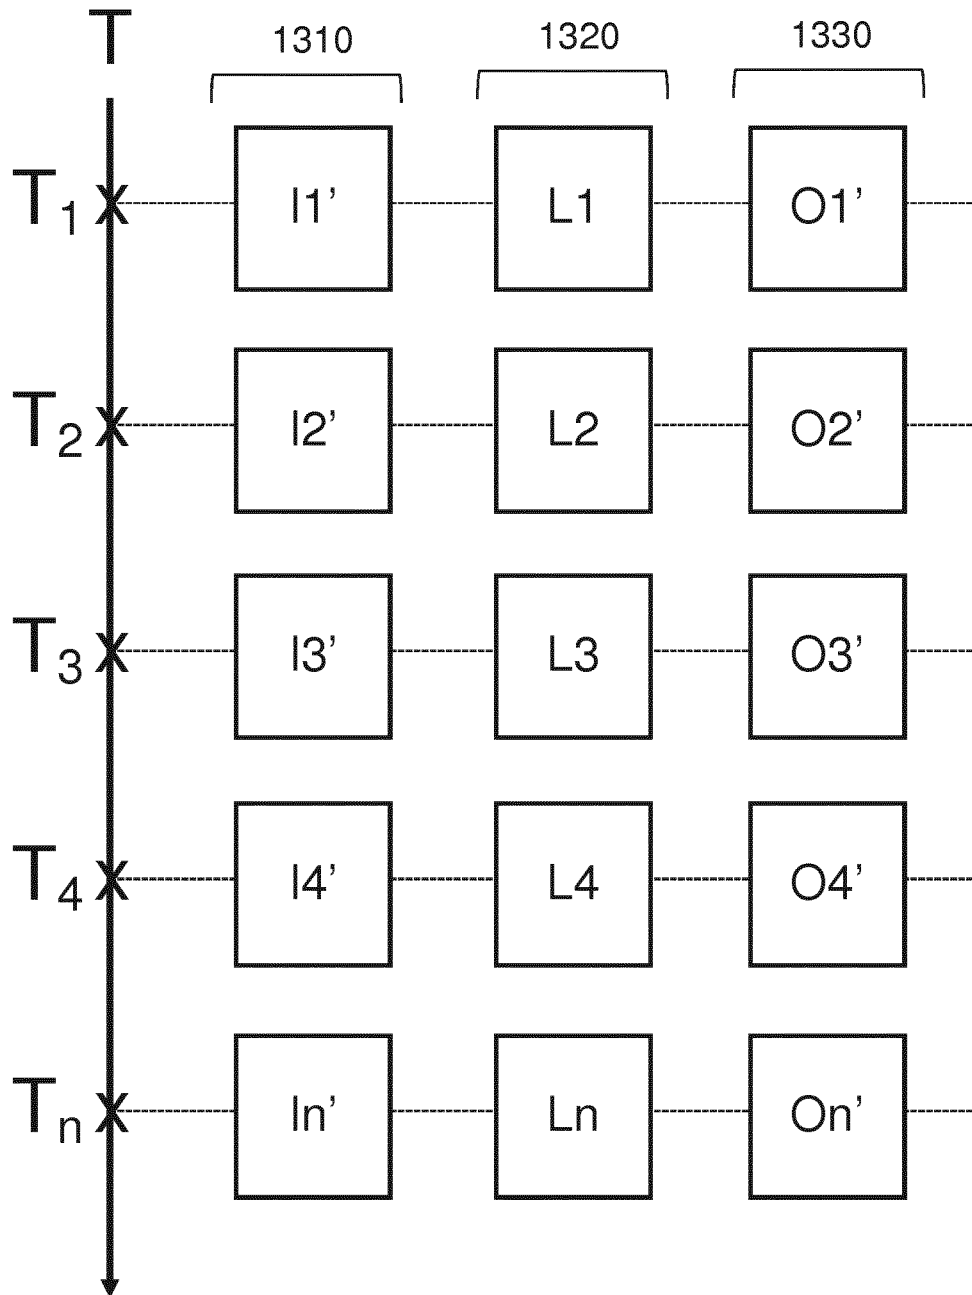 T 1310 1320 1330
T1 X I1' L1 O1'
T2 X I2' L2 O2'
T3 X I3' L3 O3'
T4 X I4' L4 O4'
Tn X In' Ln On'